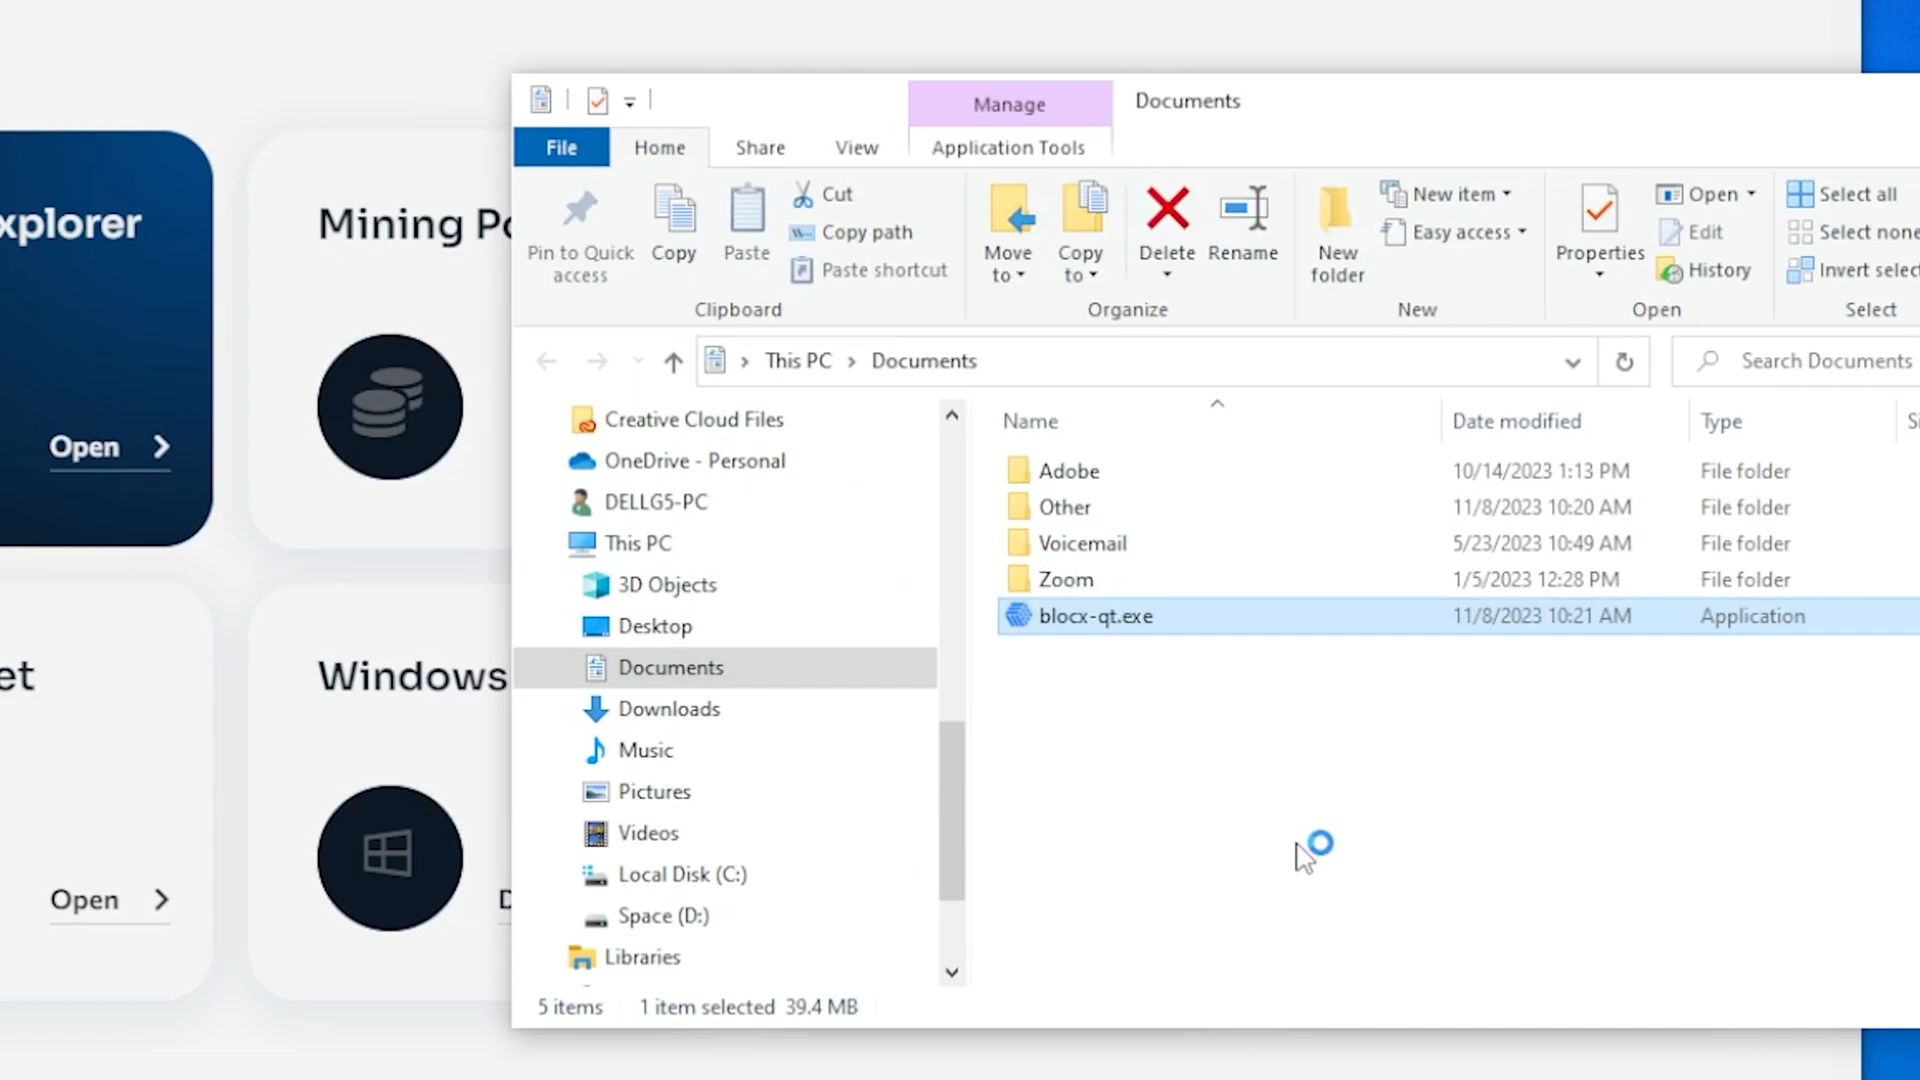 Manage
Documents
File
Home
Share
View
Application Tools
Pin to Quick access
Copy
Paste
Cut
Copy path
Paste shortcut
Clipboard
Move to
Copy to
Delete
Rename
Organize
New folder
New item
Easy access
New
Properties
Open
Edit
History
Open
Select all
Select none
Invert select
Select
This PC
Documents
Search Documents
Creative Cloud Files
OneDrive - Personal
DELLG5-PC
This PC
3D Objects
Desktop
Documents
Downloads
Music
Pictures
Videos
Local Disk (C:)
Space (D:)
Libraries
Name Date modified Type Si
Adobe 10/14/2023 1:13 PM File folder
Other 11/8/2023 10:20 AM File folder
Voicemail 5/23/2023 10:49 AM File folder
Zoom 1/5/2023 12:28 PM File folder
blocx-qt.exe 11/8/2023 10:21 AM Application
5 items 1 item selected 39.4 MB
xplorer
Open
Mining Po
et
Open
Windows
D